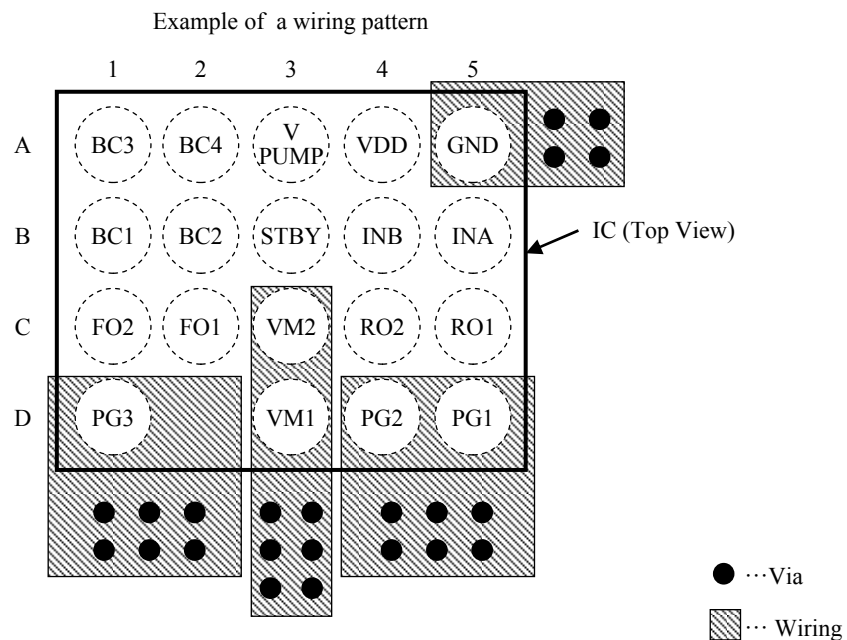 Example of a wiring pattern
1 2 3 4 5
A BC3 BC4 V PUMP VDD GND
B BC1 BC2 STBY INB INA
IC (Top View)
C FO2 FO1 VM2 RO2 RO1
D PG3 VM1 PG2 PG1
…Via
… Wiring